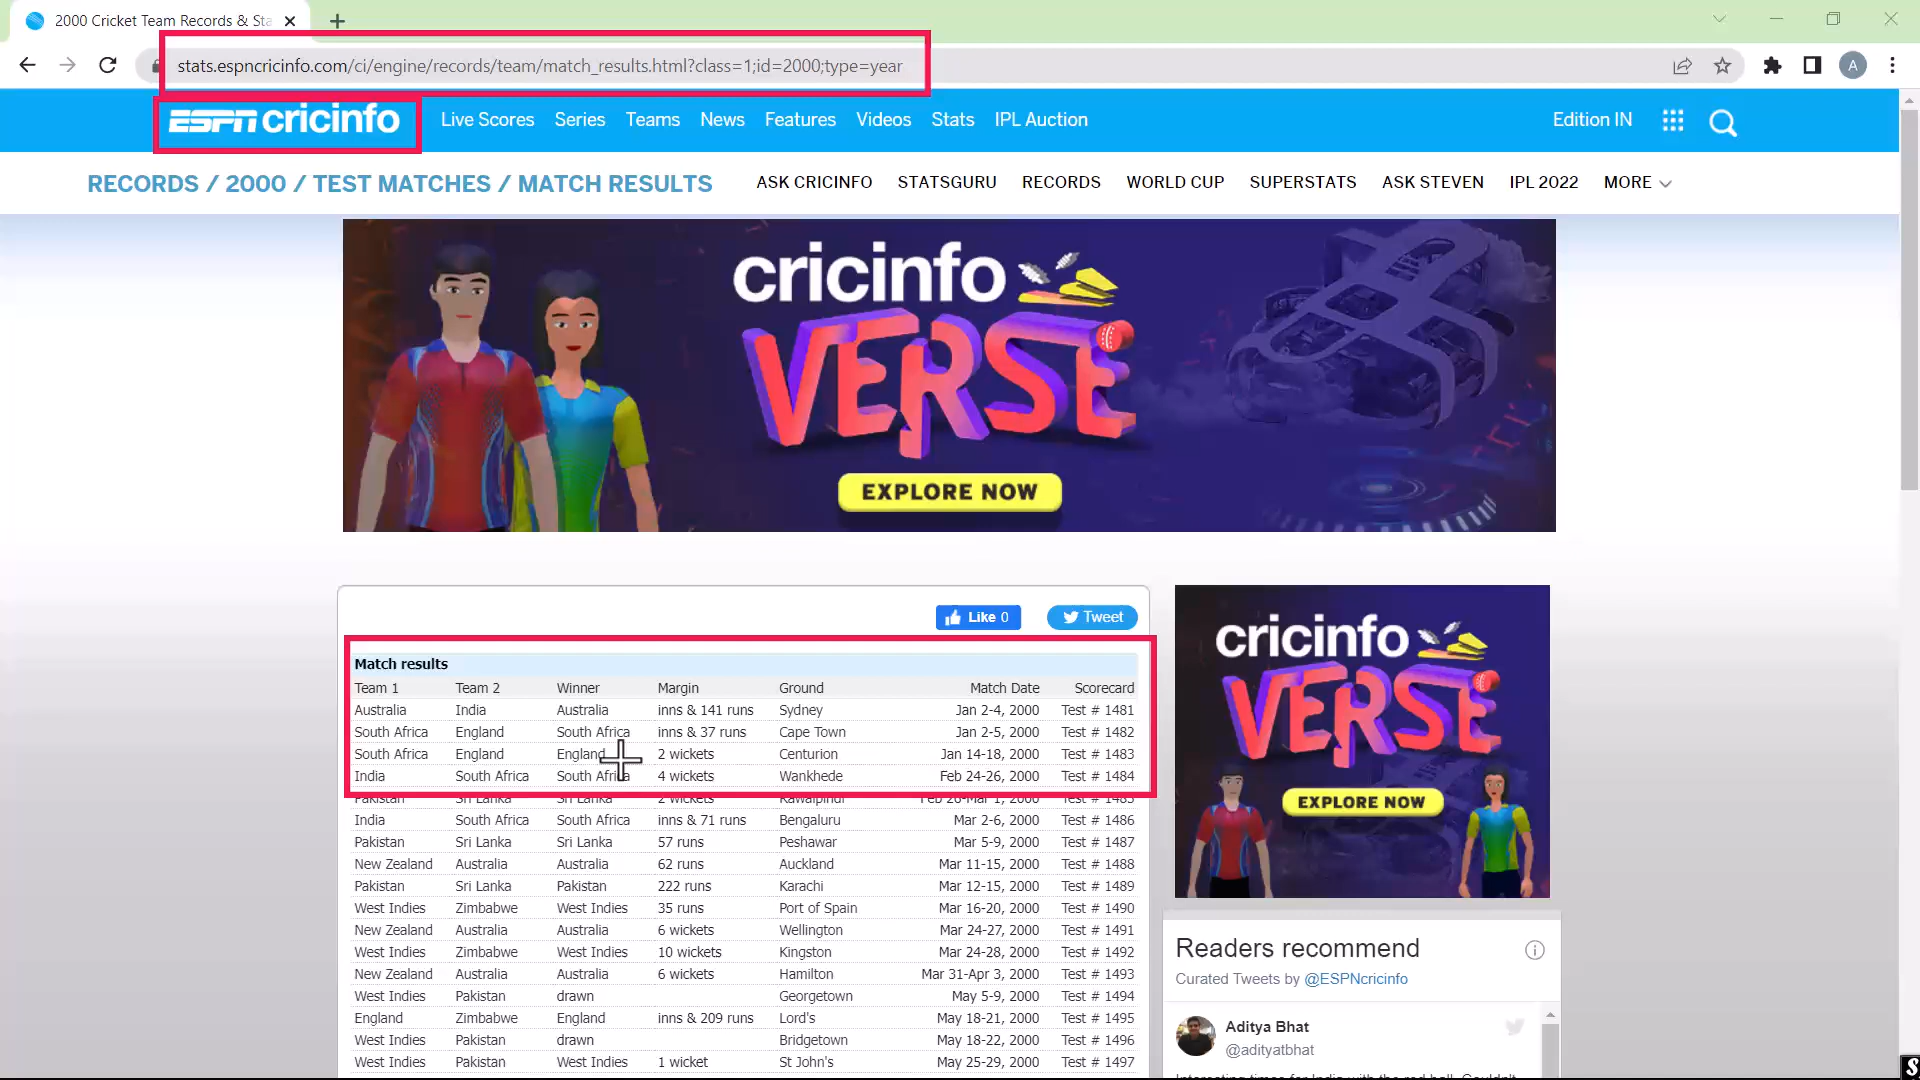 2000 Cricket Team Records & Sta
stats.espncricinfo.com/ci/engine/records/team/match_results.html?class=1;id=2000;type=year
A
ESPN cricinfo Live Scores Series Teams News Features Videos Stats IPL Auction Edition IN
RECORDS / 2000 / TEST MATCHES / MATCH RESULTS ASK CRICINFO STATSGURU RECORDS WORLD CUP SUPERSTATS ASK STEVEN IPL 2022 MORE
cricinfo
VERSE
EXPLORE NOW
Like 0 Tweet
Match results
Team 1 Team 2 Winner Margin Ground Match Date Scorecard
Australia India Australia inns & 141 runs Sydney Jan 2-4, 2000 Test # 1481
South Africa England South Africa inns & 37 runs Cape Town Jan 2-5, 2000 Test # 1482
South Africa England England 2 wickets Centurion Jan 14-18, 2000 Test # 1483
India South Africa South Africa 4 wickets Wankhede Feb 24-26, 2000 Test # 1484
Pakistan Sri Lanka Sri Lanka 2 wickets Rawalpindi Feb 26-Mar 1, 2000 Test # 1485
India South Africa South Africa inns & 71 runs Bengaluru Mar 2-6, 2000 Test # 1486
Pakistan Sri Lanka Sri Lanka 57 runs Peshawar Mar 5-9, 2000 Test # 1487
New Zealand Australia Australia 62 runs Auckland Mar 11-15, 2000 Test # 1488
Pakistan Sri Lanka Pakistan 222 runs Karachi Mar 12-15, 2000 Test # 1489
West Indies Zimbabwe West Indies 35 runs Port of Spain Mar 16-20, 2000 Test # 1490
New Zealand Australia Australia 6 wickets Wellington Mar 24-27, 2000 Test # 1491
West Indies Zimbabwe West Indies 10 wickets Kingston Mar 24-28, 2000 Test # 1492
New Zealand Australia Australia 6 wickets Hamilton Mar 31-Apr 3, 2000 Test # 1493
West Indies Pakistan drawn Georgetown May 5-9, 2000 Test # 1494
England Zimbabwe England inns & 209 runs Lord's May 18-21, 2000 Test # 1495
West Indies Pakistan drawn Bridgetown May 18-22, 2000 Test # 1496
West Indies Pakistan West Indies 1 wicket St John's May 25-29, 2000 Test # 1497
cricinfo
VERSE
EXPLORE NOW
Readers recommend
Curated Tweets by @ESPNcricinfo
Aditya Bhat
@adityatbhat
S